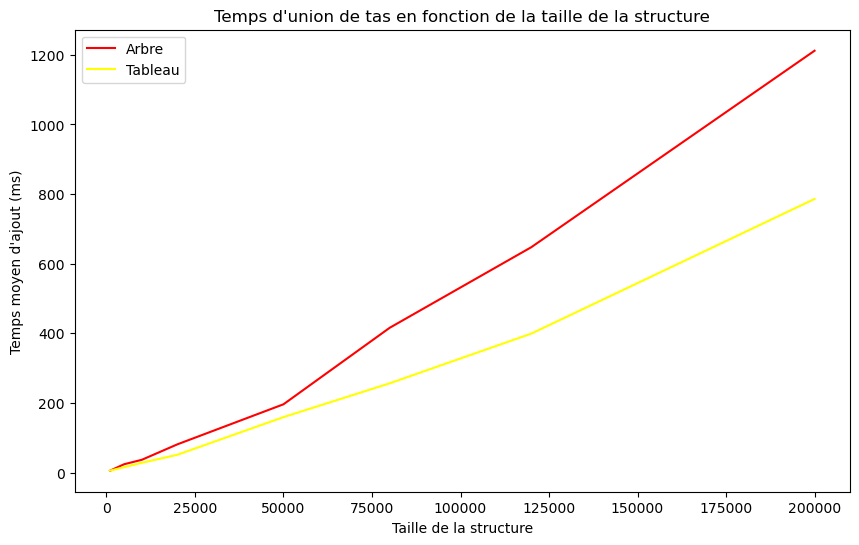 Temps d'union de tas en fonction de la taille de la structure
Arbre
Tableau
Temps moyen d'ajout (ms)
1200
1000
800
600
400
200
0
0 25000 50000 75000 100000 125000 150000 175000 200000
Taille de la structure